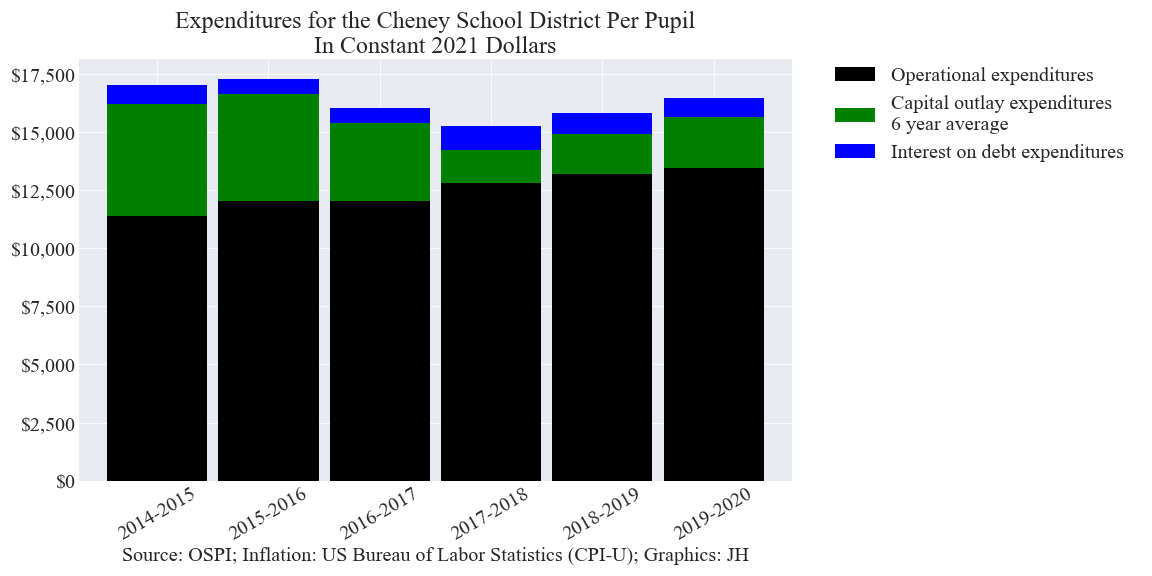 Expenditures for the Cheney School District Per Pupil
In Constant 2021 Dollars
$17,500
$15,000
$12,500
$10,000
$7,500
$5,000
$2,500
$0
2014-2015
2015-2016
2016-2017
2017-2018
2018-2019
2019-2020
Source: OSPI; Inflation: US Bureau of Labor Statistics (CPI-U); Graphics: JH
Operational expenditures
Capital outlay expenditures
6 year average
Interest on debt expenditures